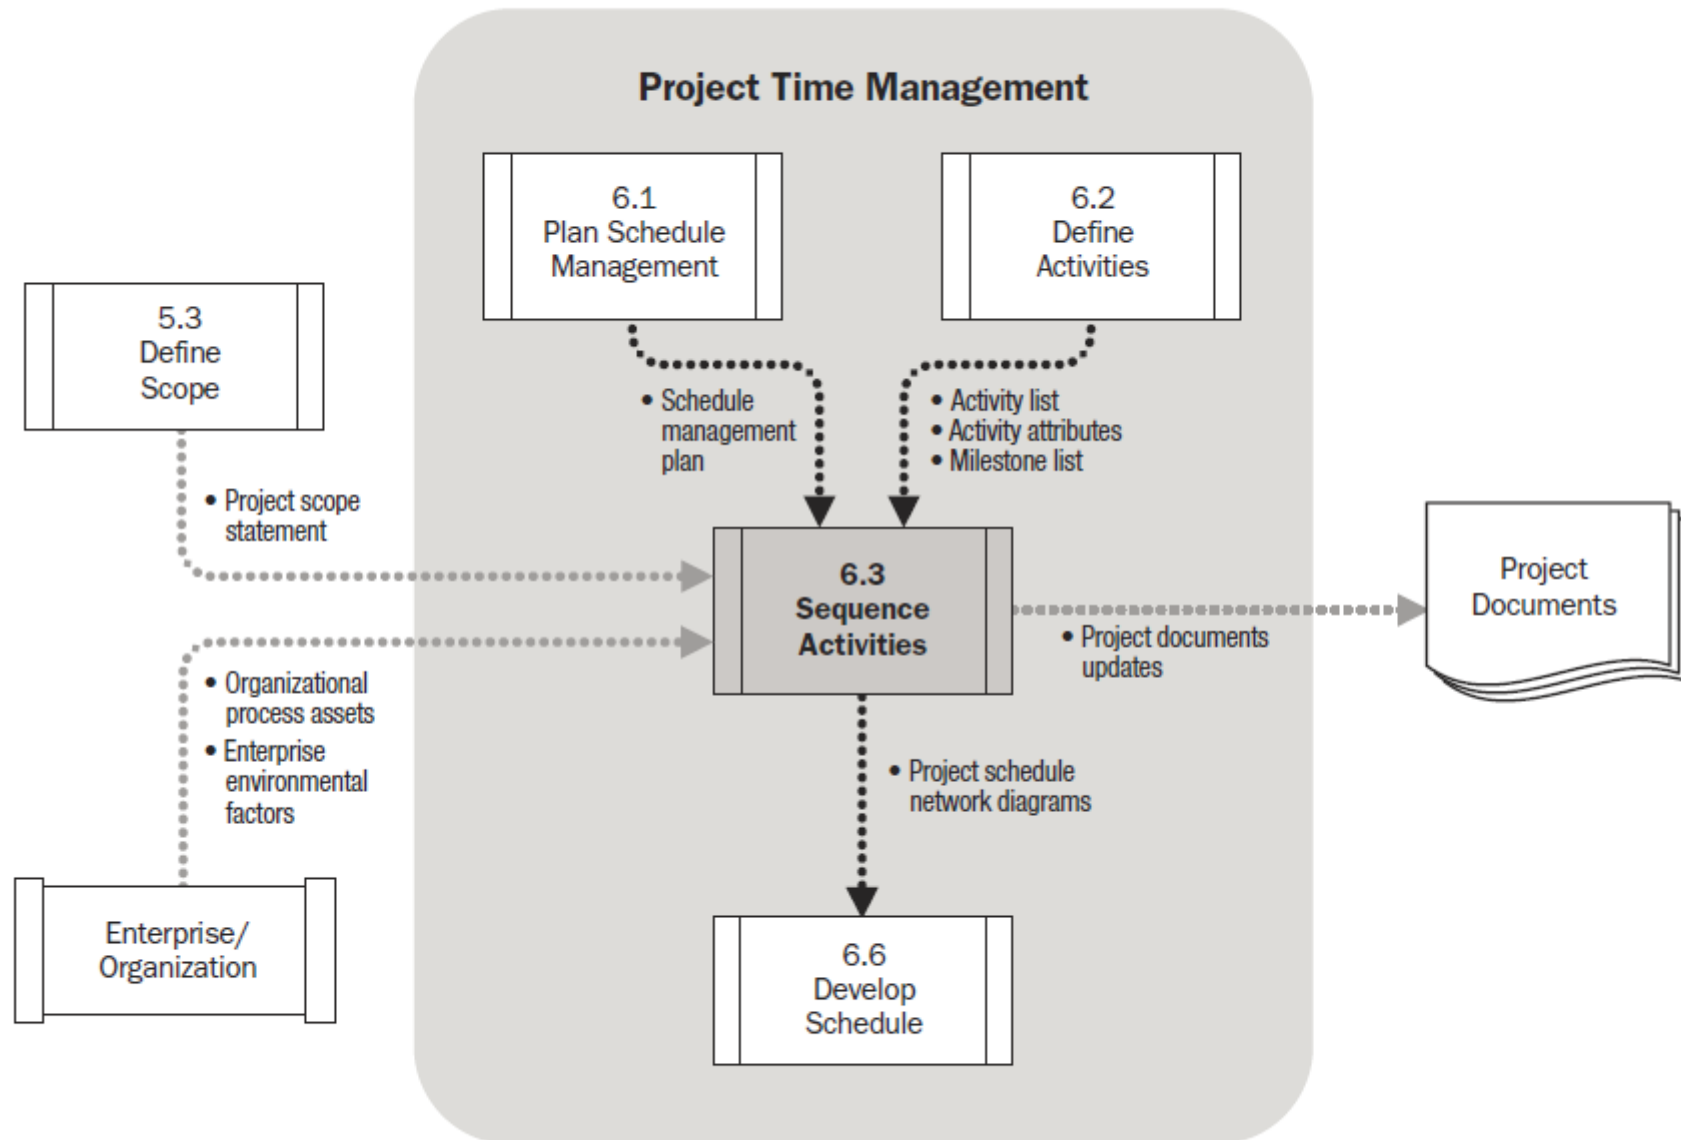 Project Time Management
6.1
Plan Schedule
Management
6.2
Define
Activities
5.3
Define
Scope
• Schedule
management
plan
• Activity list
• Activity attributes
• Milestone list
• Project scope
statement
6.3
Sequence
Activities
Project
Documents
• Project documents
updates
• Organizational
process assets
• Enterprise
environmental
factors
• Project schedule
network diagrams
Enterprise/
Organization
6.6
Develop
Schedule